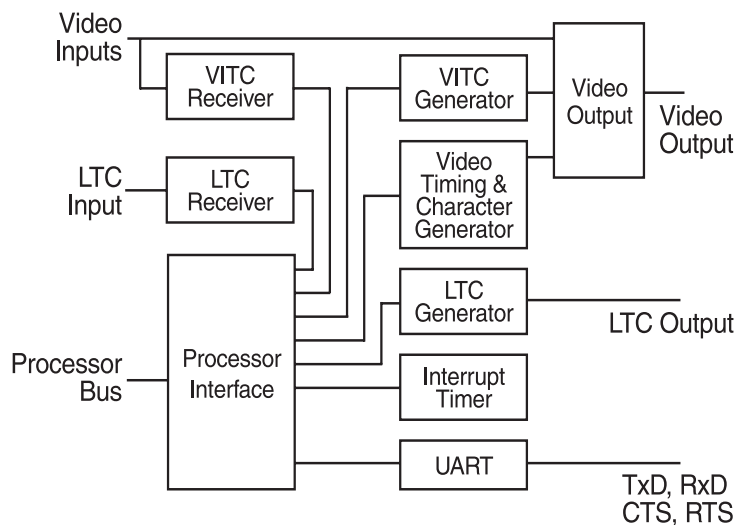 Video
Inputs
VITC
Receiver
VITC
Generator
Video
Output
Video
Output
LTC
Input
LTC
Receiver
Video
Timing &
Character
Generator
LTC
Generator
LTC Output
Processor
Bus
Processor
Interface
Interrupt
Timer
UART
TxD, RxD
CTS, RTS